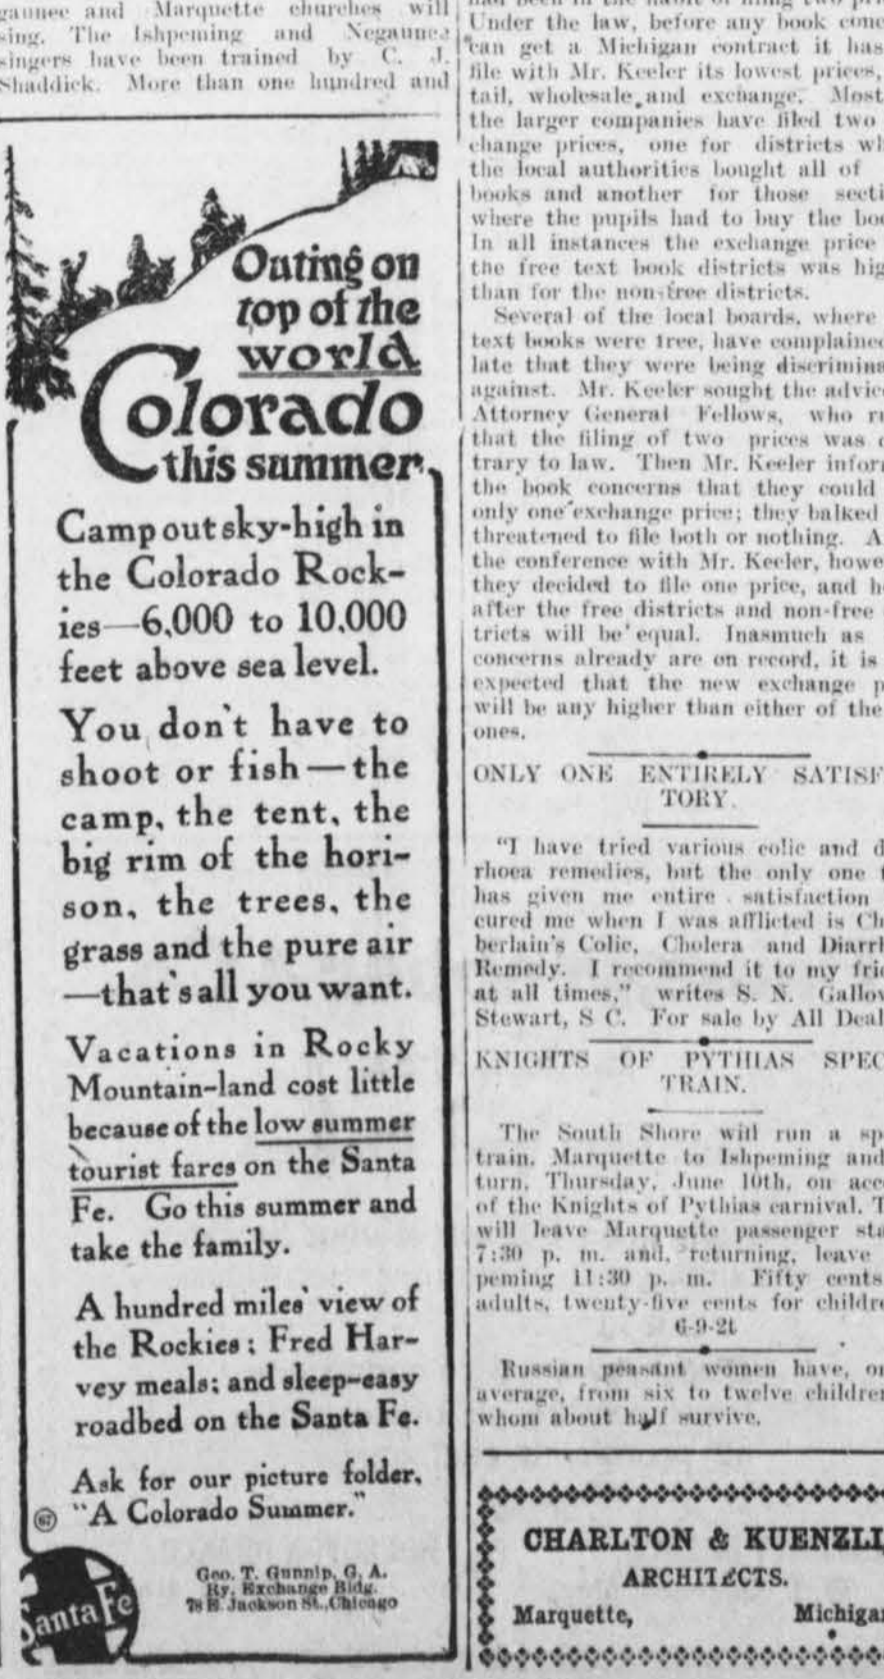 gaunee and Marquette churches will
sing. The Ishpeming and Negaunee
singers have been trained by C. J.
Shaddick. More than one hundred and
Outing on
top of the
world
Colorado
this summer
Camp out sky-high in
the Colorado Rock-
ies—6,000 to 10,000
feet above sea level.
You don't have to
shoot or fish—the
camp, the tent, the
big rim of the hori-
son, the trees, the
grass and the pure air
—that's all you want.
Vacations in Rocky
Mountain-land cost little
because of the low summer
tourist fares on the Santa
Fe. Go this summer and
take the family.
A hundred miles' view of
the Rockies; Fred Har-
vey meals; and sleep-easy
roadbed on the Santa Fe.
Ask for our picture folder,
"A Colorado Summer."
67
Santa Fe
Geo. T. Gunnip, G. A.
Ry. Exchange Bldg.
78 E. Jackson St., Chicago
had been in the habit of filing two
Under the law, before any book
can get a Michigan contract it has
file with Mr. Keeler its lowest prices,
tail, wholesale and exchange. Most
the larger companies have filed two
change prices, one for districts
the local authorities bought all of
books and another for those
where the pupils had to buy the
In all instances the exchange price
the free text book districts was
than for the non-free districts.
Several of the local boards, where
text books were free, have
late that they were being
against. Mr. Keeler sought the
Attorney General Fellows, who
that the filing of two prices was
trary to law. Then Mr. Keeler
the book concerns that they could
only one exchange price; they balked
threatened to file both or nothing. A
the conference with Mr. Keeler,
they decided to file one price, and
after the free districts and non-free
tricts will be equal. Inasmuch as
concerns already are on record, it is
expected that the new exchange
will be any higher than either of the
ones.
ONLY ONE ENTIRELY SATISF
TORY.
"I have tried various colic and d
rhoea remedies, but the only one
has given me entire satisfaction
cured me when I was afflicted is Ch
berlain's Colic, Cholera and Diarrh
Remedy. I recommend it to my
at all times," writes S. N.
Stewart, S C. For sale by All Deal
KNIGHTS OF PYTHIAS SPEC
TRAIN.
The South Shore will run a sp
train, Marquette to Ishpeming and
turn, Thursday, June 10th, on
of the Knights of Pythias carnival. T
will leave Marquette passenger sta
7:30 p. m. and, returning, leave
peming 11:30 p. m. Fifty cents
adults, twenty-five cents for
6-9-2t
Russian peasant women have, on
average, from six to twelve children
whom about half survive.
CHARLTON & KUENZLI
ARCHITECTS.
Marquette, Michigan